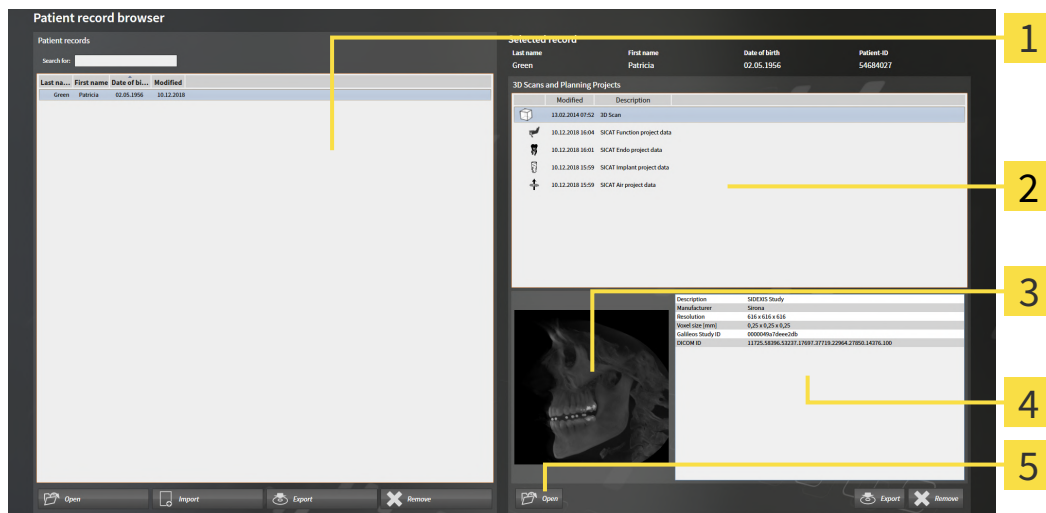 Patient record browser
Patient records
Search for:
Last na... First name Date of bi... Modified
Green Patricia 02.05.1956 10.12.2018
Open Import Export Remove
Selected record
Last name First name Date of birth Patient-ID
Green Patricia 02.05.1956 54684027
3D Scans and Planning Projects
Modified Description
13.02.2014 07:52 3D Scan
10.12.2018 16:04 SICAT Function project data
10.12.2018 16:01 SICAT Endo project data
10.12.2018 15:59 SICAT Implant project data
10.12.2018 15:59 SICAT Air project data
Description SIDEXIS Study
Manufacturer Sirona
Resolution 616 x 616 x 616
Voxel size [mm] 0,25 x 0,25 x 0,25
Galileos Study ID 0000049a7deee2db
DICOM ID 11725.58396.53237.17697.37719.22964.27850.14376.100
Open Export Remove
1
2
3
4
5